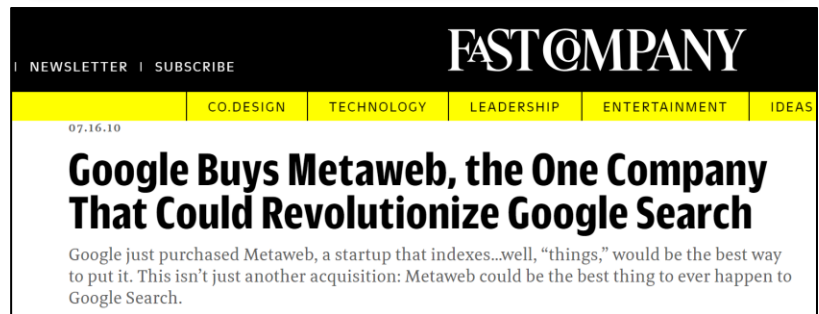 FAST COMPANY
| NEWSLETTER | SUBSCRIBE
CO.DESIGN | TECHNOLOGY | LEADERSHIP | ENTERTAINMENT | IDEAS
07.16.10
Google Buys Metaweb, the One Company
That Could Revolutionize Google Search
Google just purchased Metaweb, a startup that indexes...well, “things,” would be the best way
to put it. This isn’t just another acquisition: Metaweb could be the best thing to ever happen to
Google Search.